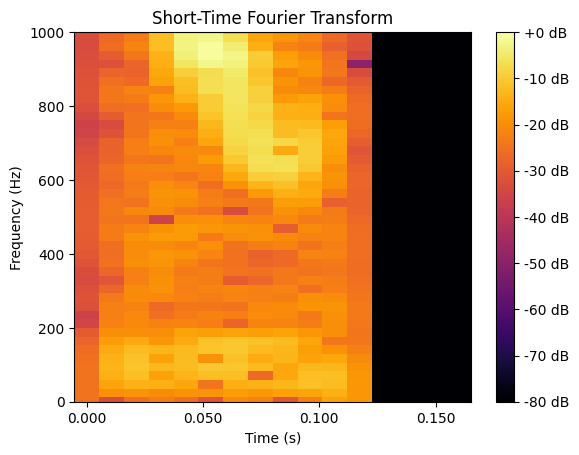 Short-Time Fourier Transform
Frequency (Hz)
1000
800
600
400
200
0
0.000
0.050
0.100
0.150
Time (s)
+0 dB
-10 dB
-20 dB
-30 dB
-40 dB
-50 dB
-60 dB
-70 dB
-80 dB